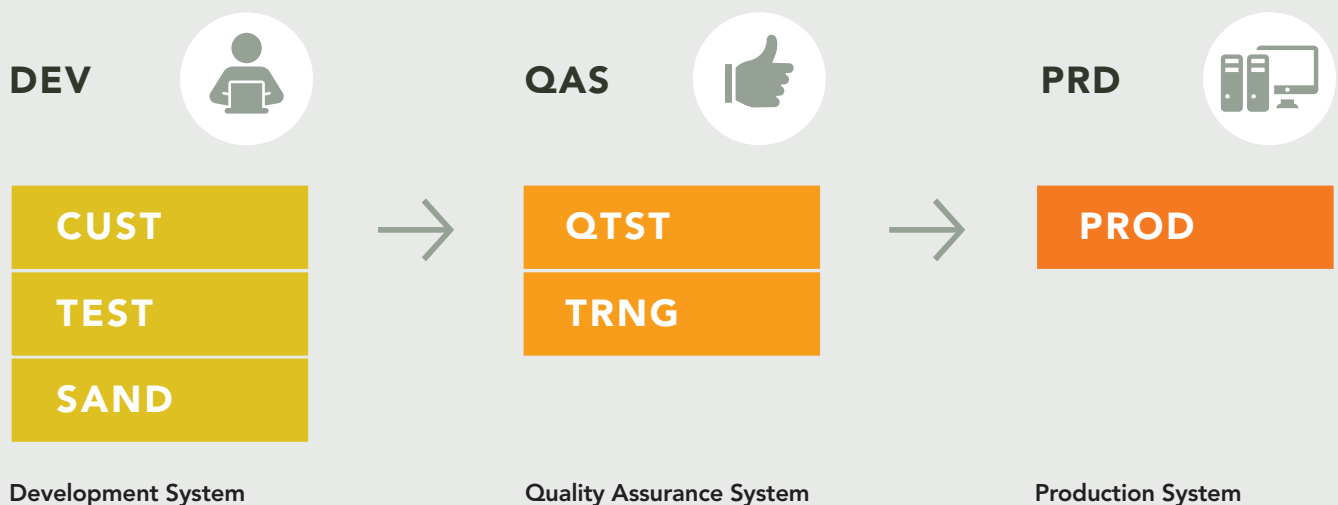 DEV
QAS
PRD
CUST
QTST
PROD
TEST
TRNG
SAND
Development System
Quality Assurance System
Production System